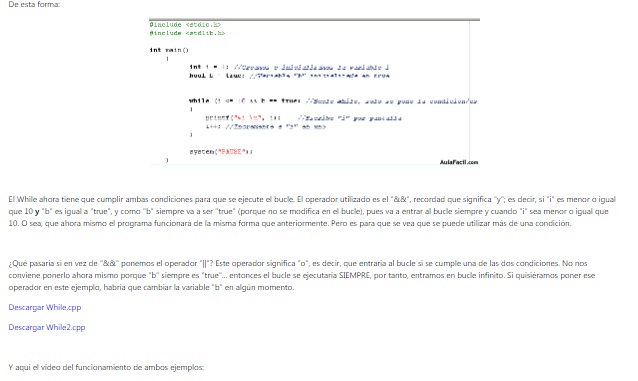 De esta forma:
#include <stdio.h>
#include <stdlib.h>
int main()
{
int i = 1; //Creamos e inicializamos la variable i
bool b = true; //Variable "b" inicializada en true
while (i <= 10 && b == true) //Bucle while, solo se pone la condicion/es
{
printf("%i \n", i); //Escribe "i" por pantalla
i++; //Incrementa a "i" en uno
}
system("PAUSE");
}
AulaFacil.com
El While ahora tiene que cumplir ambas condiciones para que se ejecute el bucle. El operador utilizado es el "&&", recordad que significa "y"; es decir, si "i" es menor o igual
que 10 y "b" es igual a "true", y como "b" siempre va a ser "true" (porque no se modifica en el bucle), pues va a entrar al bucle siempre y cuando "i" sea menor o igual que
10. O sea, que ahora mismo el programa funcionará de la misma forma que anteriormente. Pero es para que se vea que se puede utilizar más de una condición.
¿Qué pasaría si en vez de "&&" ponemos el operador "||"? Este operador significa "o", es decir, que entraría al bucle si se cumple una de las dos condiciones. No nos
conviene ponerlo ahora mismo porque "b" siempre es "true"... entonces el bucle se ejecutaría SIEMPRE, por tanto, entramos en bucle infinito. Si quisiéramos poner ese
operador en este ejemplo, habría que cambiar la variable "b" en algún momento.
Descargar While.cpp
Descargar While2.cpp
Y aquí el vídeo del funcionamiento de ambos ejemplos: